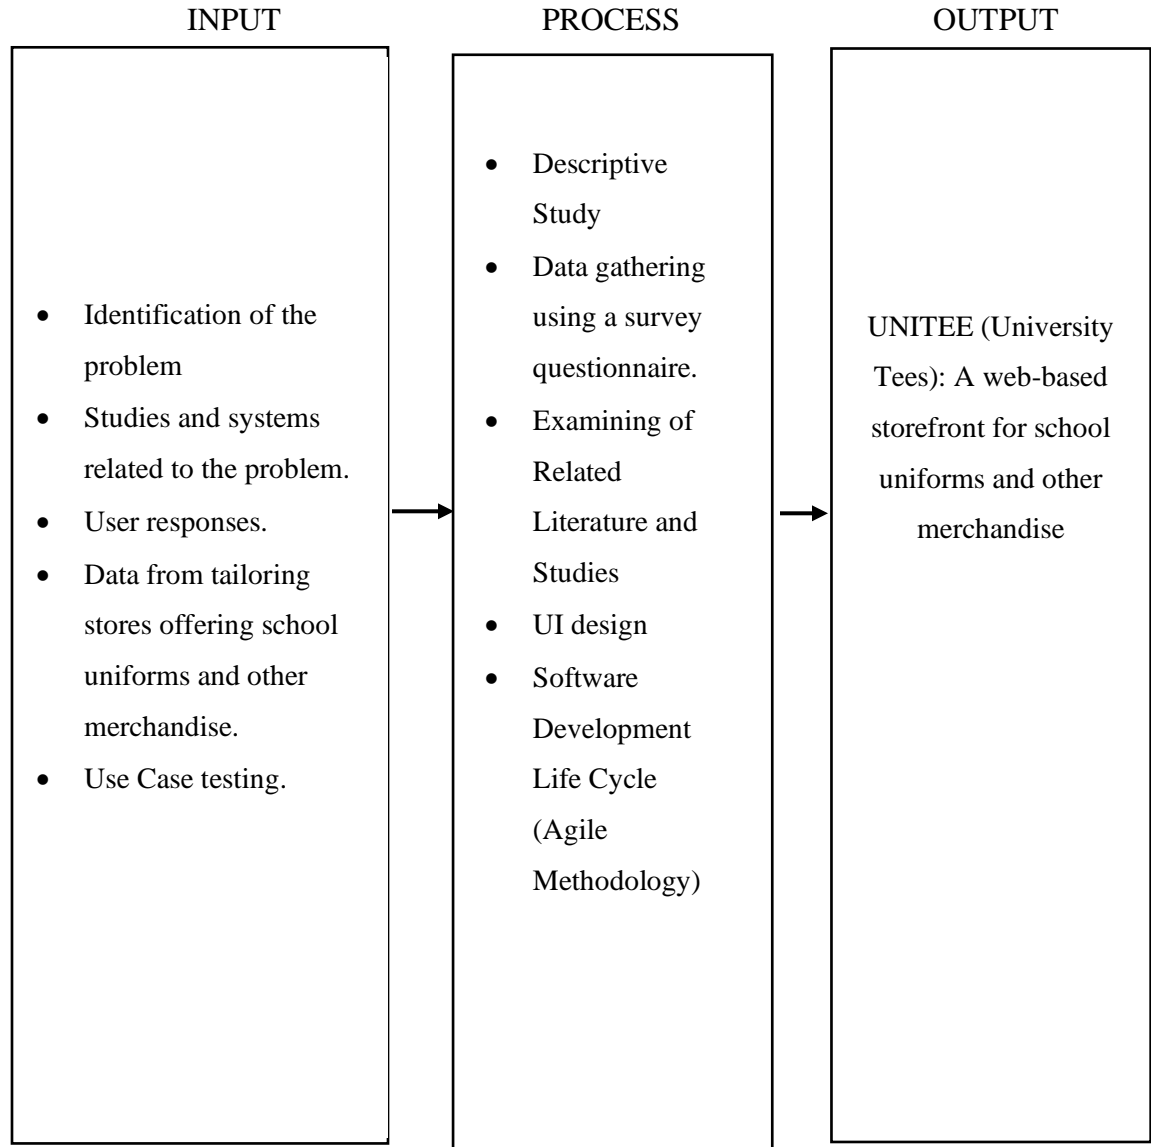 INPUT
PROCESS
OUTPUT
• Identification of the
problem
• Studies and systems
related to the problem.
• User responses.
• Data from tailoring
stores offering school
uniforms and other
merchandise.
• Use Case testing.
• Descriptive
Study
• Data gathering
using a survey
questionnaire.
• Examining of
Related
Literature and
Studies
• UI design
• Software
Development
Life Cycle
(Agile
Methodology)
UNITEE (University
Tees): A web-based
storefront for school
uniforms and other
merchandise